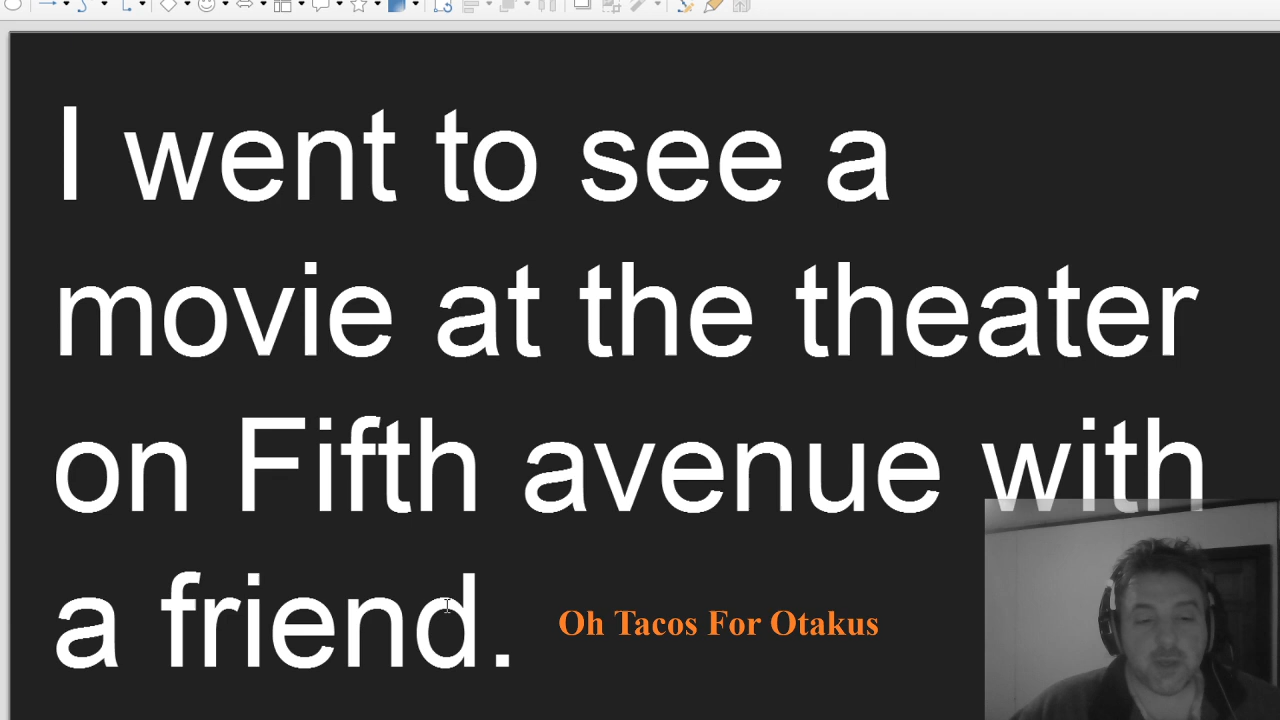 I went to see a
movie at the theater
on Fifth avenue with
a friend.
Oh Tacos For Otakus